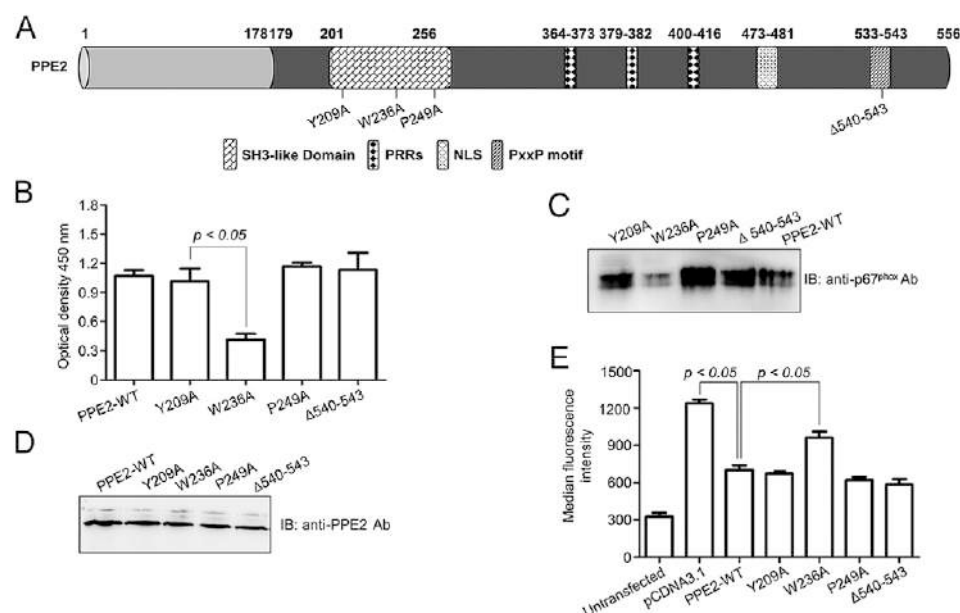 A
1 178 179 201 256 364-373 379-382 400-416 473-481 533-543 556
PPE2
Y209A W236A P249A Δ540-543
SH3-like Domain PRRs NLS PxxP motif
B
Optical density 450 nm
1.8
1.5
1.2
0.9
0.6
0.3
0
p < 0.05
PPE2-WT Y209A W236A P249A Δ540-543
C
Y209A W236A P249A Δ 540-543 PPE2-WT
IB: anti-p67phox Ab
D
PPE2-WT Y209A W236A P249A Δ540-543
IB: anti-PPE2 Ab
E
Median fluorescence
intensity
1500
1200
900
600
300
0
p < 0.05 p < 0.05
Untransfected pCDNA3.1 PPE2-WT Y209A W236A P249A Δ540-543